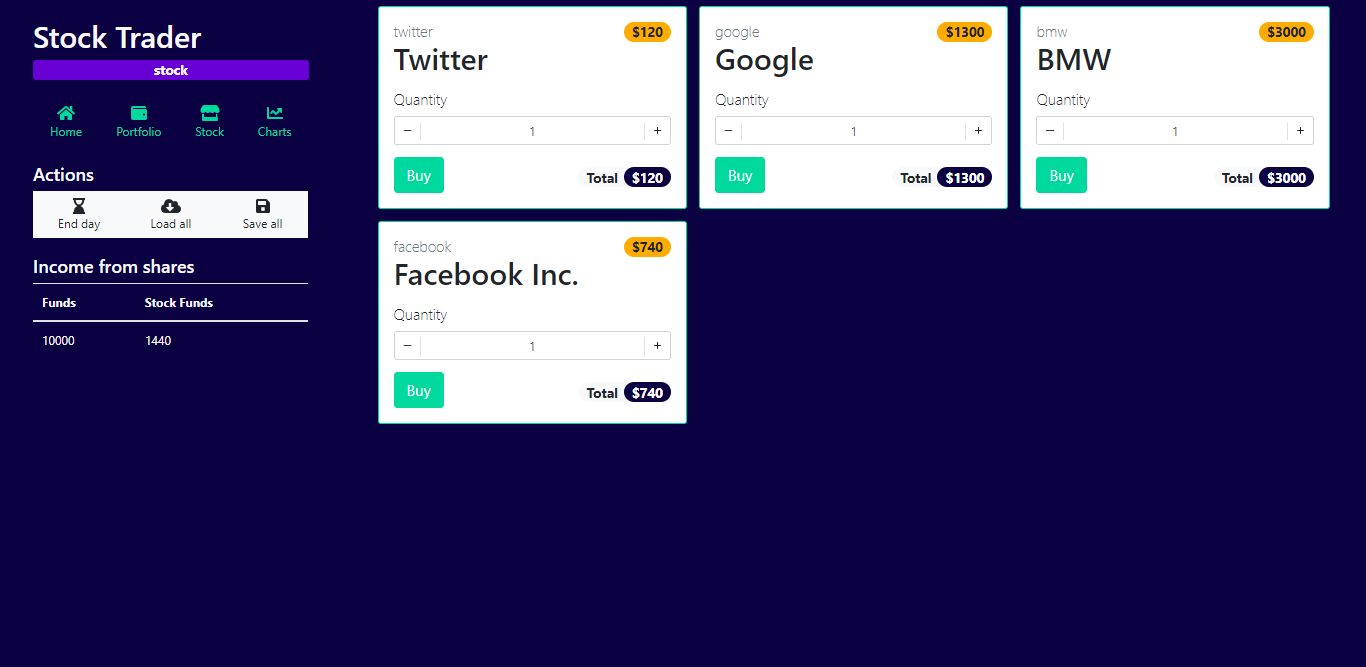 Stock Trader
stock
Home Portfolio Stock Charts
Actions
End day Load all Save all
Income from shares
Funds Stock Funds
10000 1440
twitter $120
Twitter
Quantity
− 1 +
Buy Total $120
google $1300
Google
Quantity
− 1 +
Buy Total $1300
bmw $3000
BMW
Quantity
− 1 +
Buy Total $3000
facebook $740
Facebook Inc.
Quantity
− 1 +
Buy Total $740